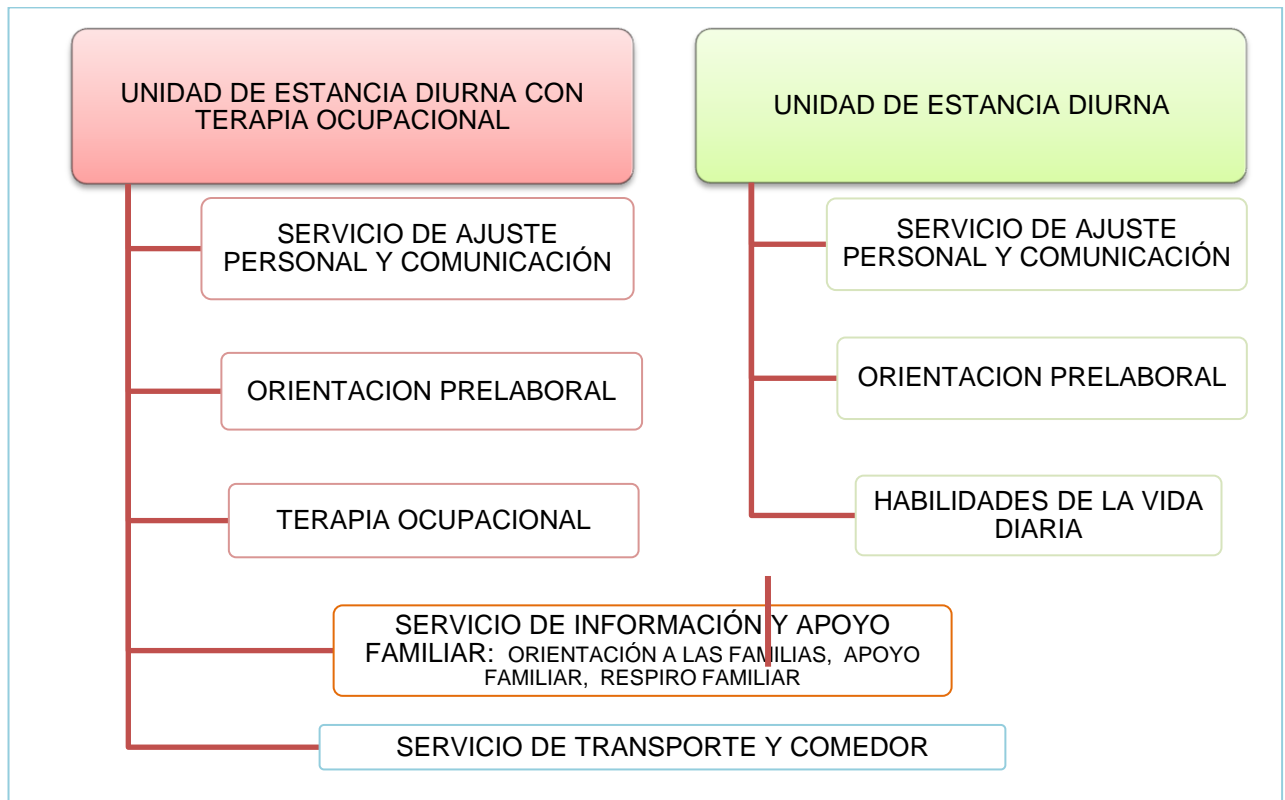 UNIDAD DE ESTANCIA DIURNA CON
TERAPIA OCUPACIONAL
SERVICIO DE AJUSTE
PERSONAL Y COMUNICACIÓN
ORIENTACION PRELABORAL
TERAPIA OCUPACIONAL
UNIDAD DE ESTANCIA DIURNA
SERVICIO DE AJUSTE
PERSONAL Y COMUNICACIÓN
ORIENTACION PRELABORAL
HABILIDADES DE LA VIDA
DIARIA
SERVICIO DE INFORMACIÓN Y APOYO
FAMILIAR: ORIENTACIÓN A LAS FAMILIAS, APOYO
FAMILIAR, RESPIRO FAMILIAR
SERVICIO DE TRANSPORTE Y COMEDOR